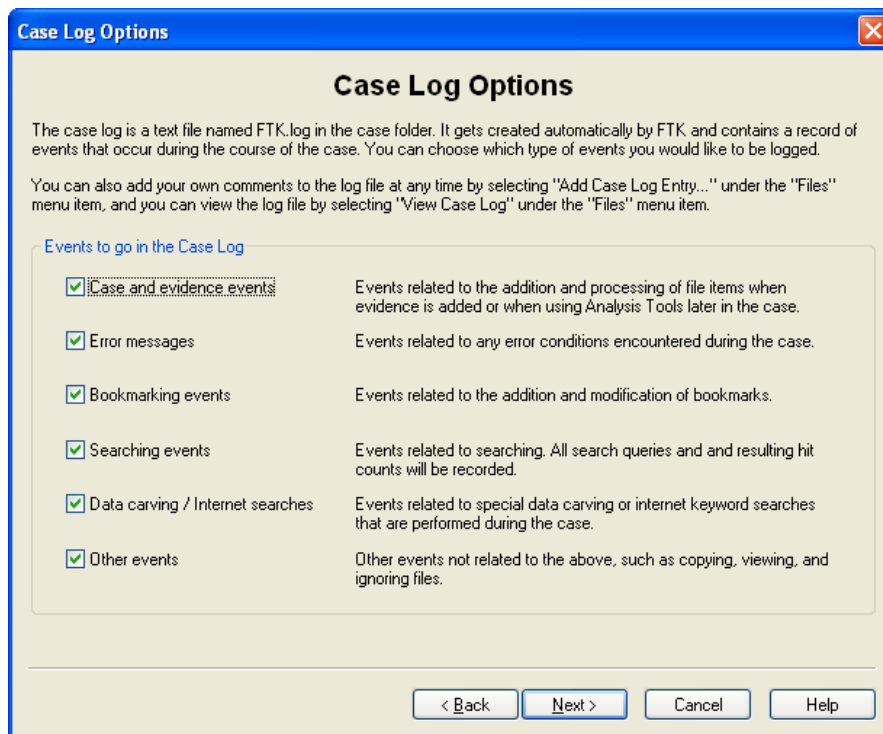 Case Log Options
Case Log Options
The case log is a text file named FTK.log in the case folder. It gets created automatically by FTK and contains a record of
events that occur during the course of the case. You can choose which type of events you would like to be logged.
You can also add your own comments to the log file at any time by selecting "Add Case Log Entry..." under the "Files"
menu item, and you can view the log file by selecting "View Case Log" under the "Files" menu item.
Events to go in the Case Log
Case and evidence events
Events related to the addition and processing of file items when
evidence is added or when using Analysis Tools later in the case.
Error messages
Events related to any error conditions encountered during the case.
Bookmarking events
Events related to the addition and modification of bookmarks.
Searching events
Events related to searching. All search queries and and resulting hit
counts will be recorded.
Data carving / Internet searches
Events related to special data carving or internet keyword searches
that are performed during the case.
Other events
Other events not related to the above, such as copying, viewing, and
ignoring files.
< Back
Next >
Cancel
Help